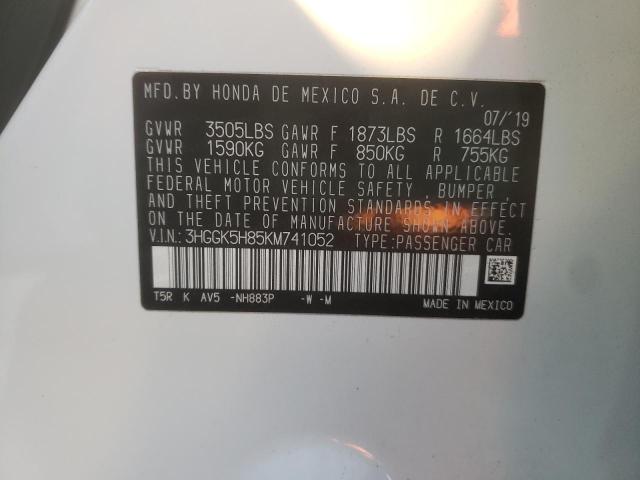 MFD.BY HONDA DE MEXICO S.A. DE C.V.
07/'19
GVWR 3505LBS GAWR F 1873LBS R 1664LBS
GVWR 1590KG GAWR F 850KG R 755KG
THIS VEHICLE CONFORMS TO ALL APPLICABLE
FEDERAL MOTOR VEHICLE SAFETY, BUMPER,
AND THEFT PREVENTION STANDARDS IN EFFECT
ON THE DATE OF MANUFACTURE SHOWN ABOVE.
V.I.N.: 3HGGK5H85KM741052 TYPE:PASSENGER CAR
T5R K AV5 -NH883P -W -M
MADE IN MEXICO